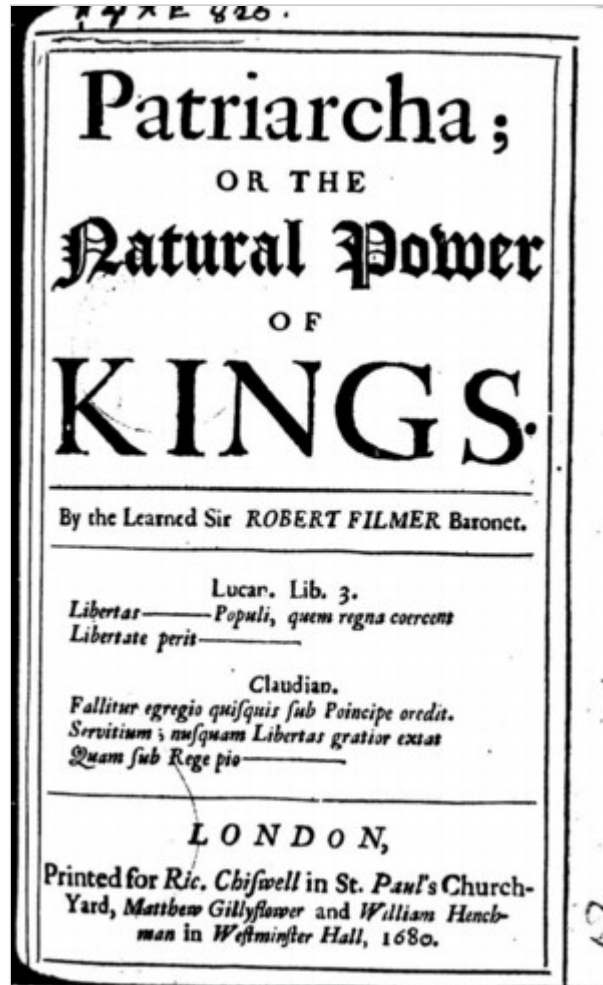 Patriarcha;
OR THE
Natural Power
OF
KINGS.
By the Learned Sir ROBERT FILMER Baronet.
Lucan. Lib. 3.
Libertas——Populi, quem regna coercent
Libertate perit——
Claudian.
Fallitur egregio quiſquis ſub Poincipe oredit.
Servitium; nuſquam Libertas gratior extat
Quam ſub Rege pio——
LONDON,
Printed for Ric. Chiſwell in St. Paul's Church-
Yard, Matthew Gillyflower and William Hench-
man in Weſtminſter Hall, 1680.